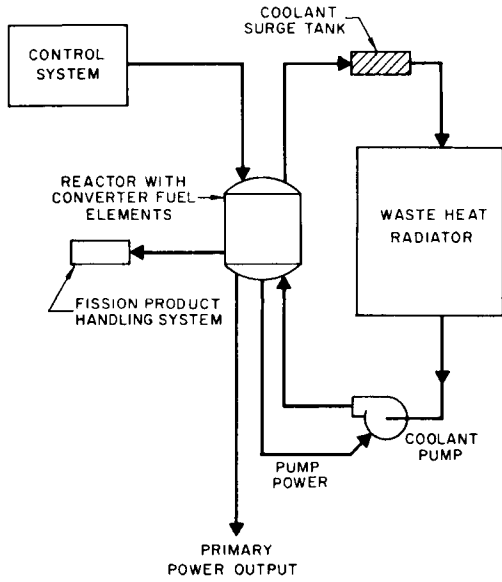 COOLANT
SURGE TANK
CONTROL
SYSTEM
REACTOR WITH
CONVERTER FUEL
ELEMENTS
WASTE HEAT
RADIATOR
FISSION PRODUCT
HANDLING SYSTEM
COOLANT
PUMP
PUMP
POWER
PRIMARY
POWER OUTPUT